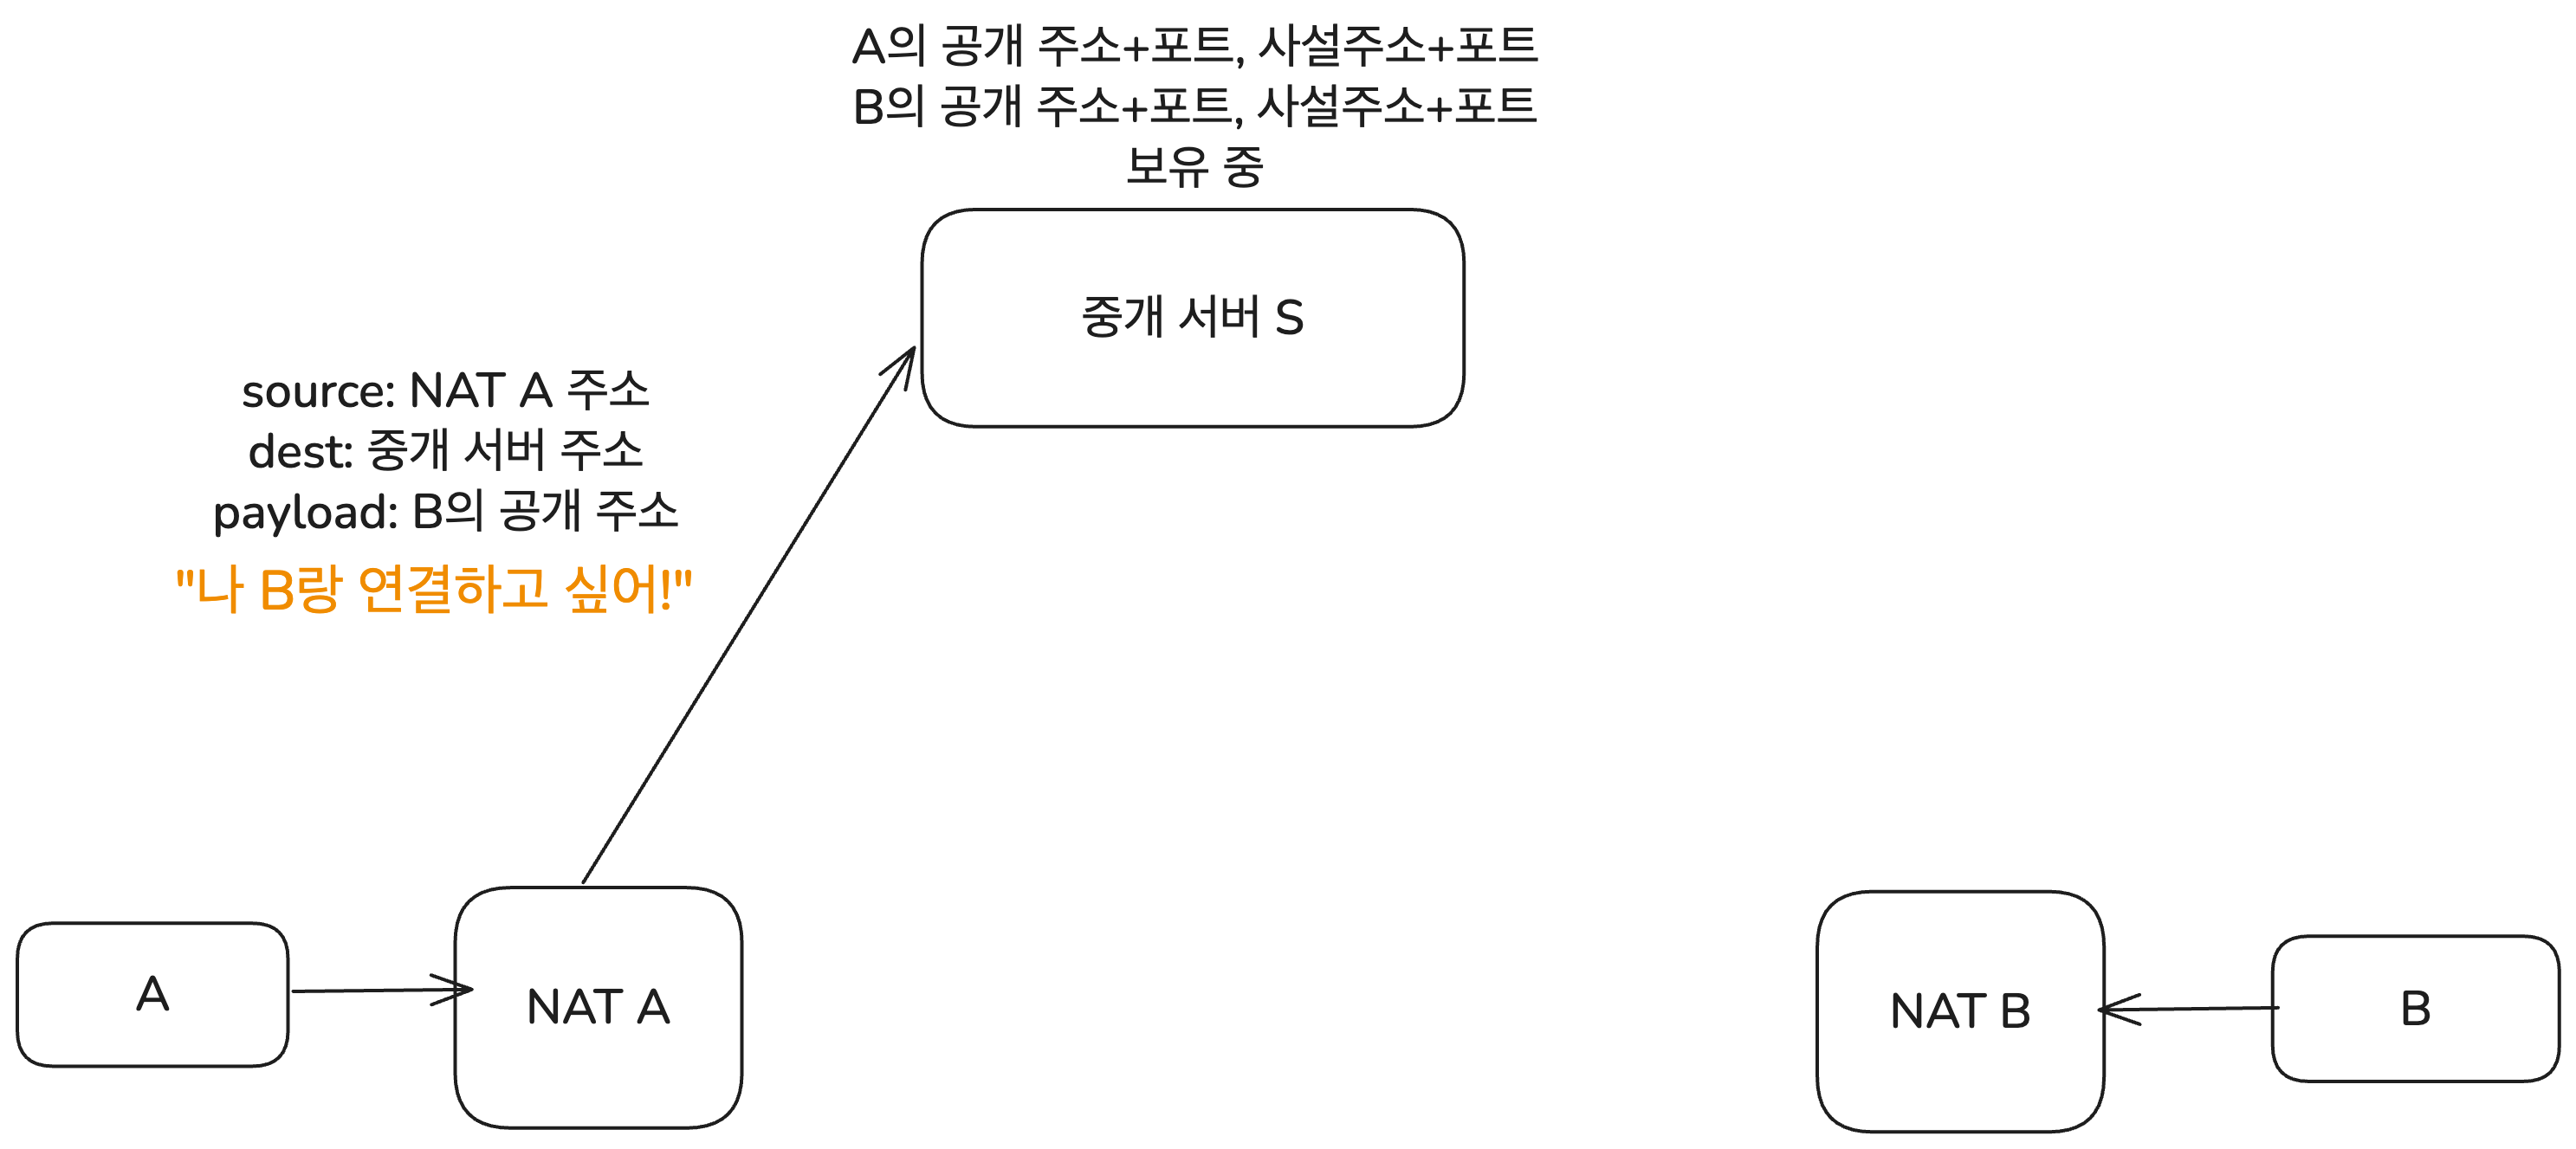 A의 공개 주소+포트, 사설주소+포트
B의 공개 주소+포트, 사설주소+포트
보유 중
중개 서버 S
source: NAT A 주소
dest: 중개 서버 주소
payload: B의 공개 주소
"나 B랑 연결하고 싶어!"
A
NAT A
NAT B
B